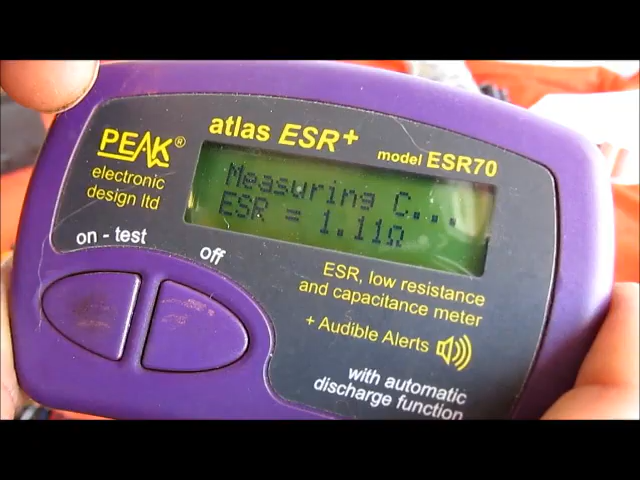 PEAK®
electronic
design ltd
atlas ESR+
model ESR70
Measuring C...
ESR = 1.11Ω
on - test
off
ESR, low resistance
and capacitance meter
+ Audible Alerts
with automatic
discharge function